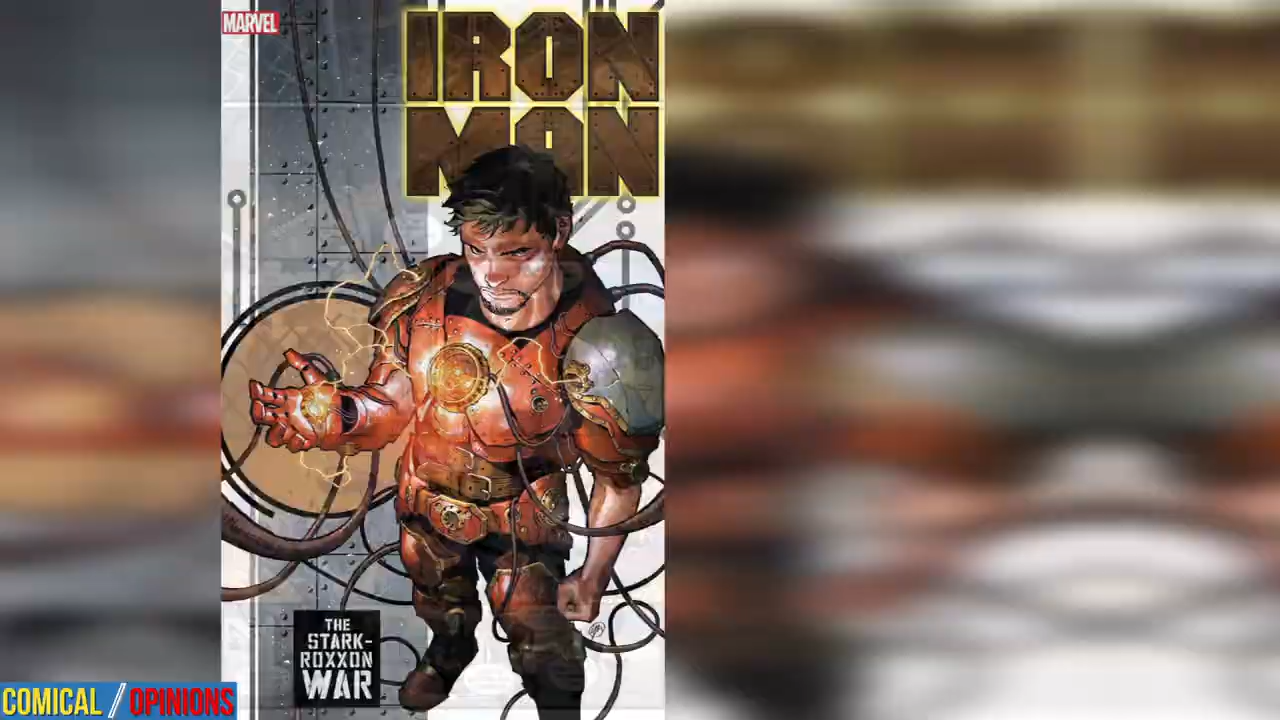 MARVEL
IRON
MAN
THE
STARK-
ROXXON
WAR
COMICAL / OPINIONS